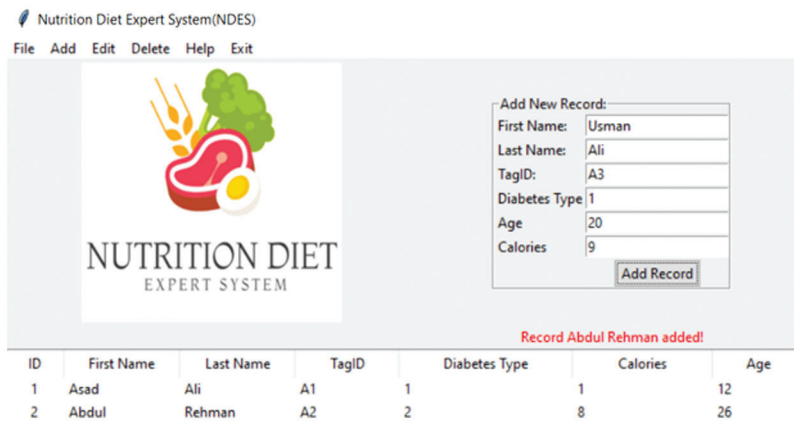 Nutrition Diet Expert System(NDES)
File Add Edit Delete Help Exit
NUTRITION DIET
EXPERT SYSTEM
Add New Record:
First Name: Usman
Last Name: Ali
TagID: A3
Diabetes Type 1
Age 20
Calories 9
Add Record
Record Abdul Rehman added!
ID First Name Last Name TagID Diabetes Type Calories Age
1 Asad Ali A1 1 1 12
2 Abdul Rehman A2 2 8 26